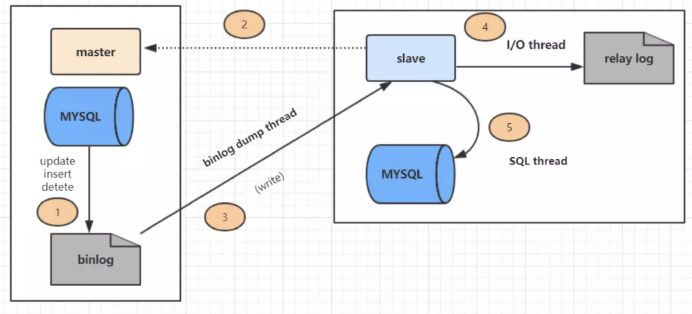 master
MYSQL
update
insert
detete
1
binlog
2
binlog dump thread
(write)
3
slave
4
I/O thread
relay log
5
SQL thread
MYSQL